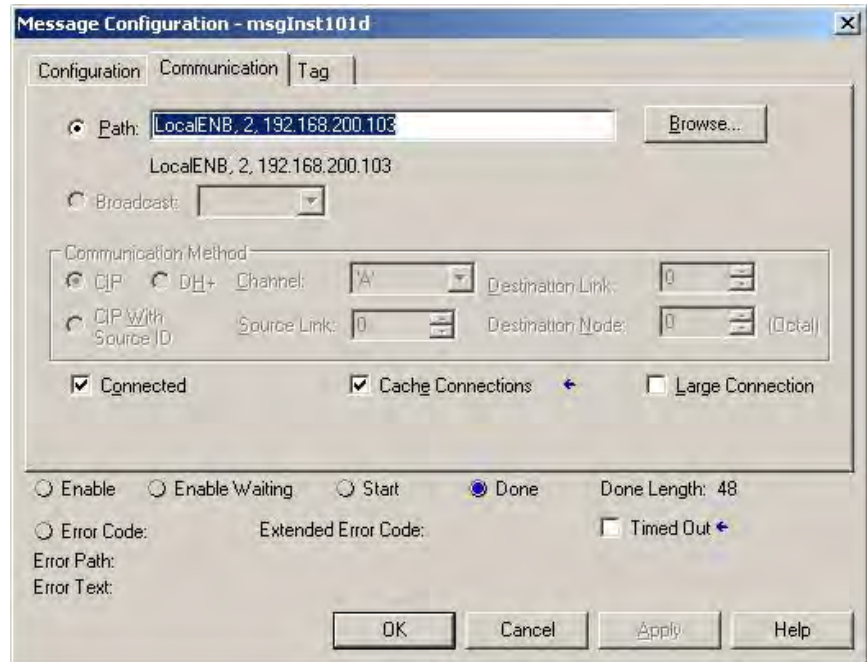 Message Configuration - msgInst101d
Configuration Communication Tag
Path: LocalENB, 2, 192.168.200.103 Browse...
LocalENB, 2, 192.168.200.103
Broadcast:
Communication Method
CIP DH+ Channel: 'A' Destination Link: 0
CIP With Source ID Source Link: 0 Destination Node: 0 (Octal)
Connected Cache Connections Large Connection
Enable Enable Waiting Start Done Done Length: 48
Error Code: Extended Error Code: Timed Out
Error Path:
Error Text:
OK Cancel Apply Help